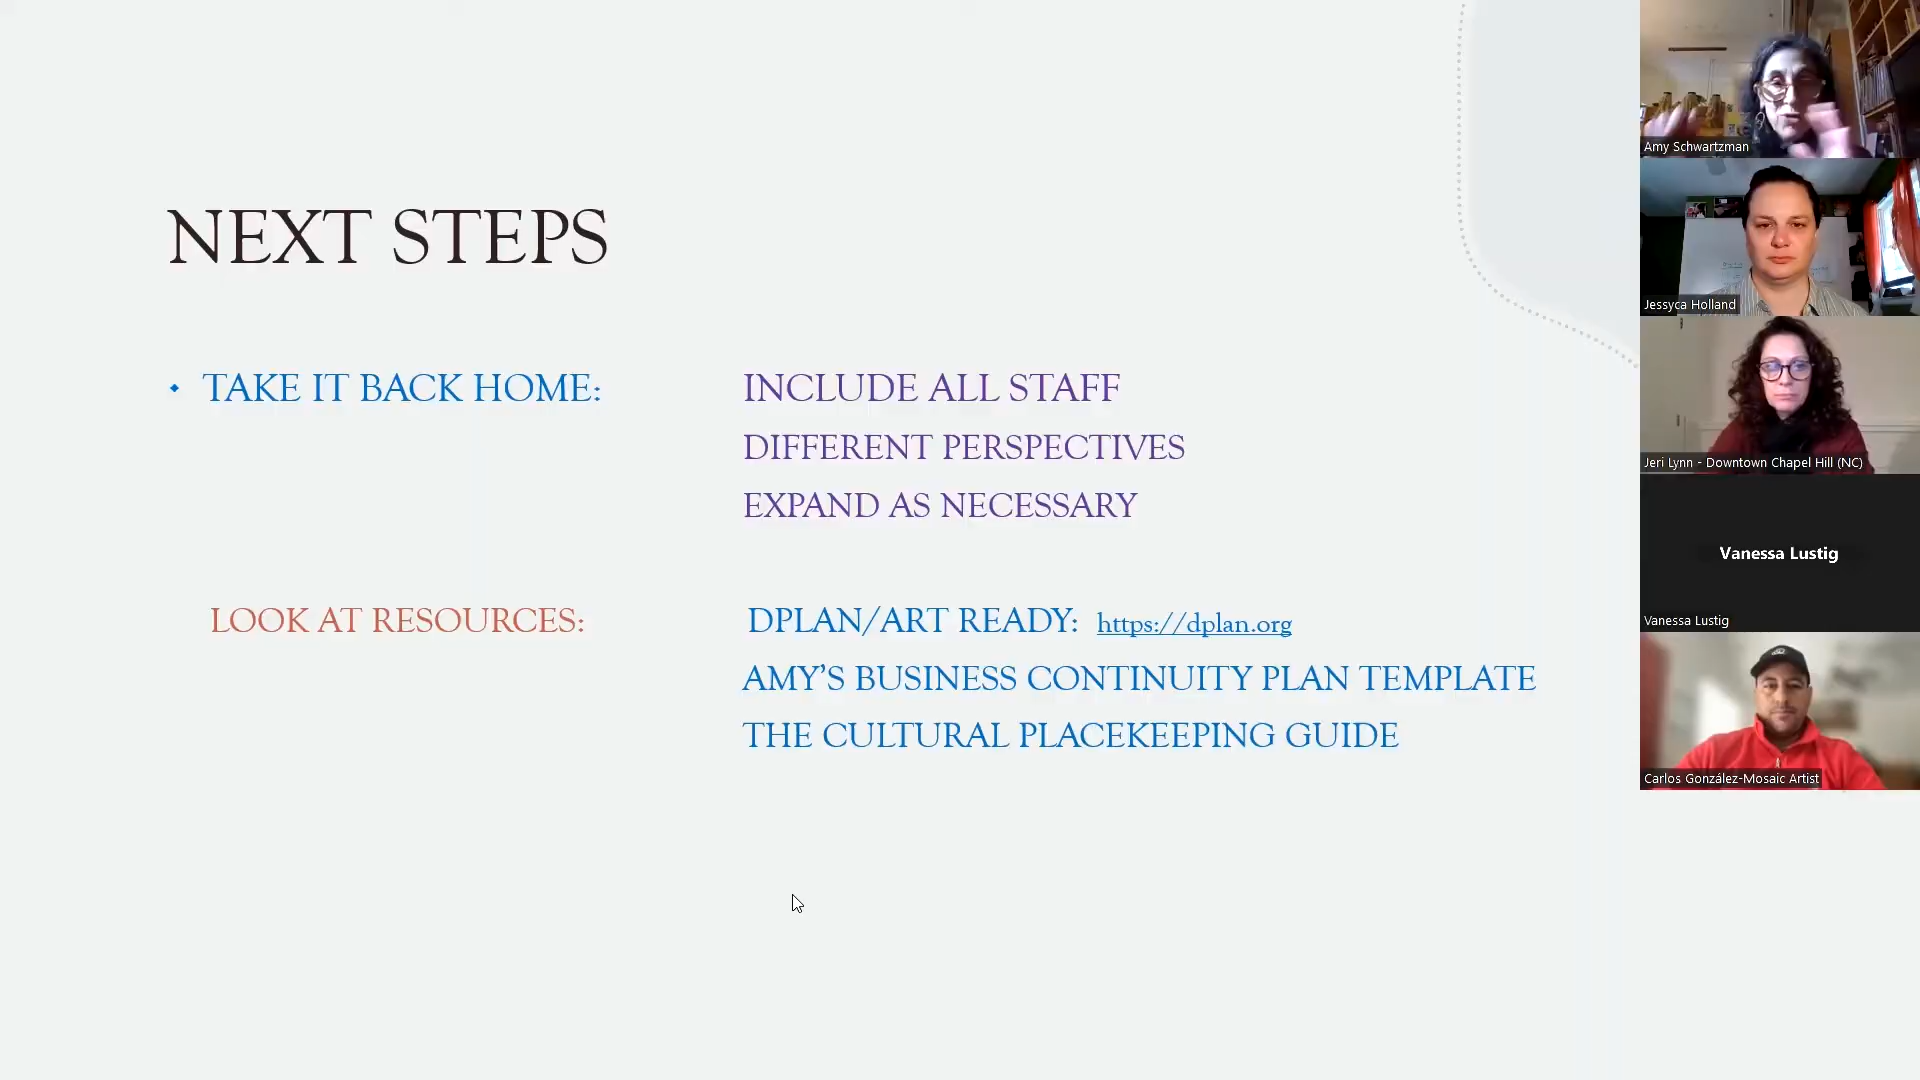 NEXT STEPS
• TAKE IT BACK HOME: INCLUDE ALL STAFF
DIFFERENT PERSPECTIVES
EXPAND AS NECESSARY
LOOK AT RESOURCES: DPLAN/ART READY: https://dplan.org
AMY’S BUSINESS CONTINUITY PLAN TEMPLATE
THE CULTURAL PLACEKEEPING GUIDE
Amy Schwartzman
Jessyca Holland
Jeri Lynn - Downtown Chapel Hill (NC)
Vanessa Lustig
Vanessa Lustig
Carlos González-Mosaic Artist